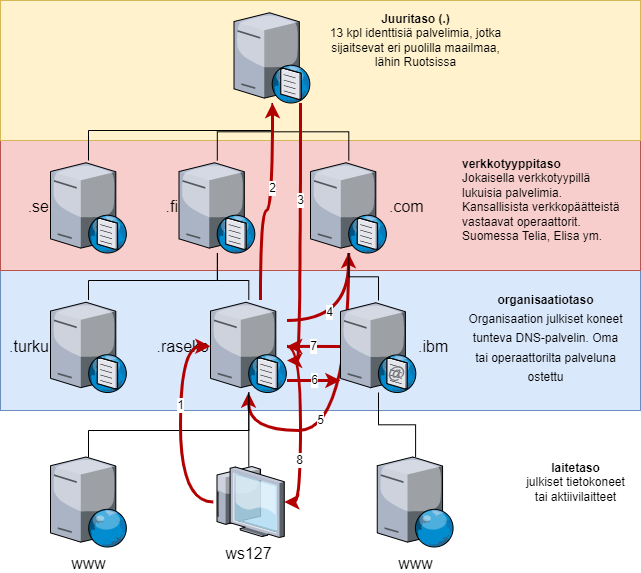 Juuritaso (.)
13 kpl identtisiä palvelimia, jotka
sijaitsevat eri puolilla maailmaa,
lähin Ruotsissa
verkkotyyppitaso
Jokaisella verkkotyypillä
lukuisia palvelimia.
Kansallisista verkkopäätteistä
vastaavat operaattorit.
Suomessa Telia, Elisa ym.
2
3
.se
.fi
.com
organisaatiotaso
Organisaation julkiset koneet
tunteva DNS-palvelin. Oma
tai operaattorilta palveluna
ostettu
4
.turku
7
.ibm
@
6
1
5
8
laitetaso
julkiset tietokoneet
tai aktiivilaitteet
www
ws127
www